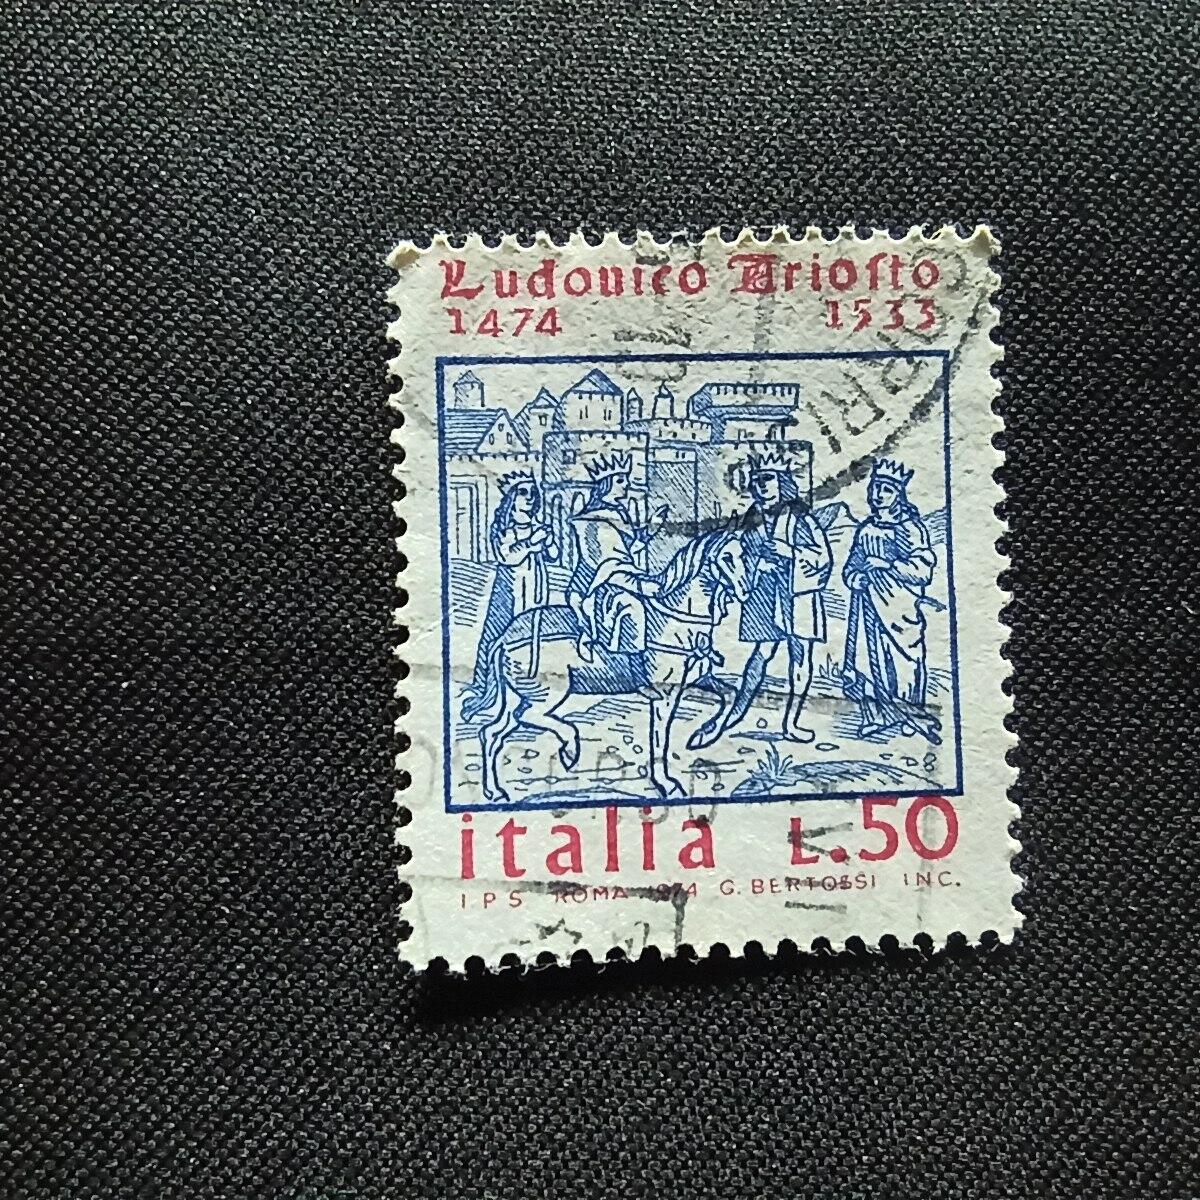 Ludovico Ariosto
1474 1533
italia L.50
I P S ROMA 1974 G. BERTOSSI INC.